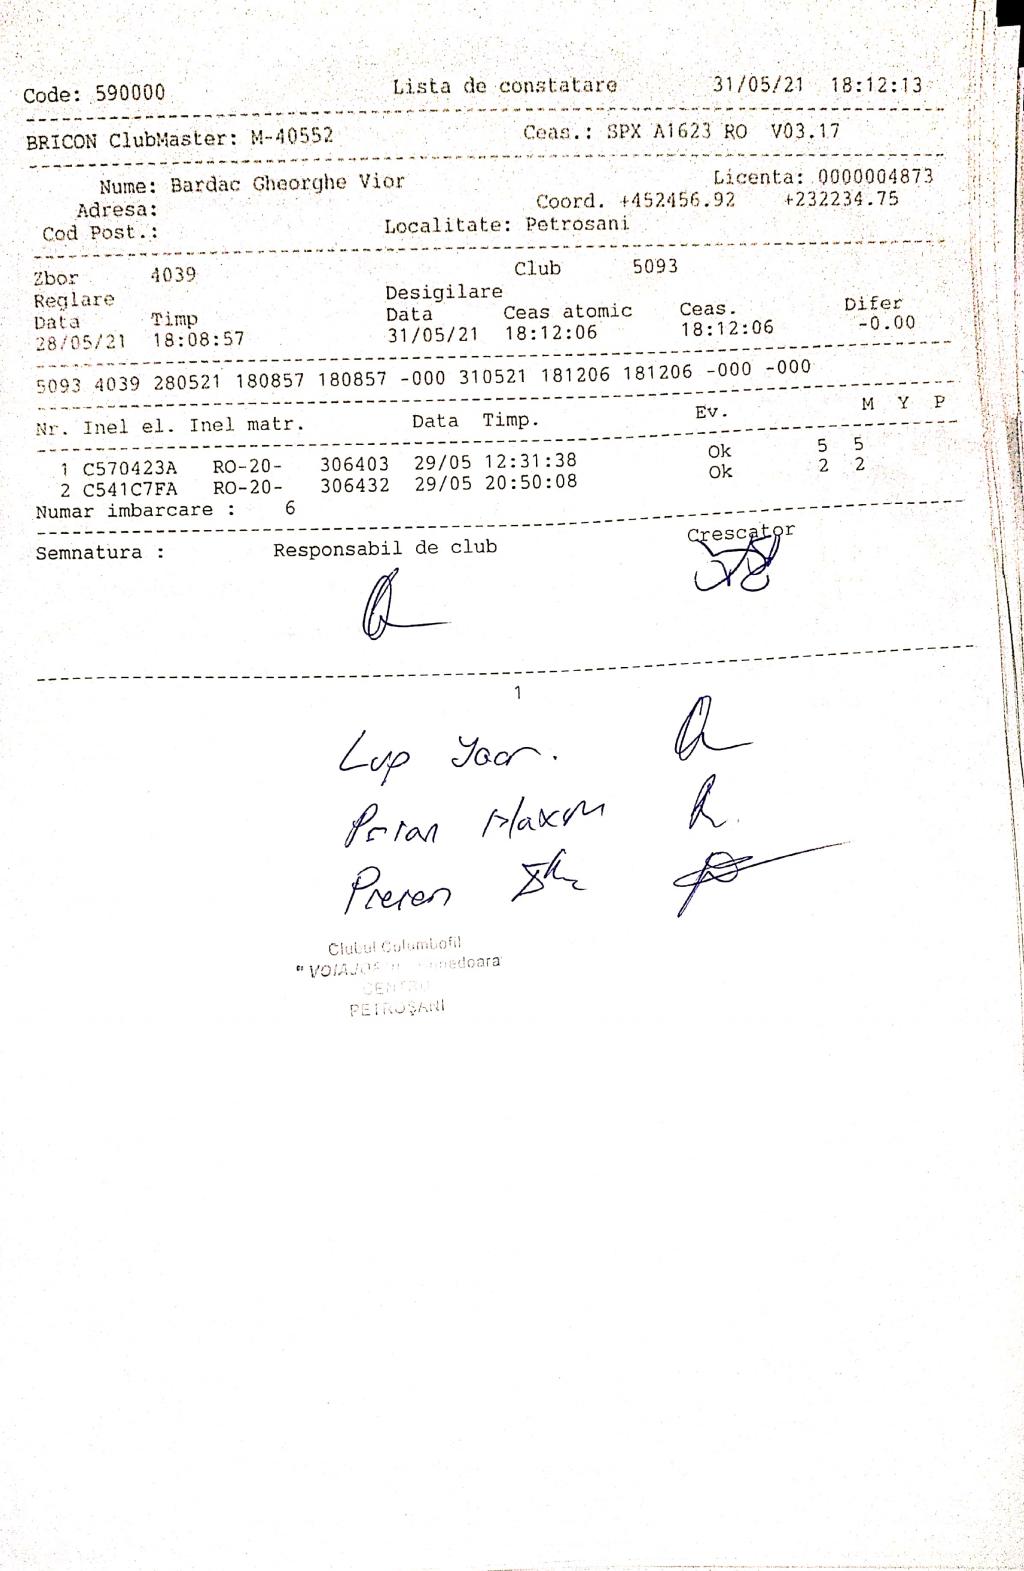 Code: 590000 Lista de constatare 31/05/21 18:12:13
BRICON ClubMaster: M-40552 Ceas.: SPX A1623 RO V03.17
Nume: Bardac Gheorghe Vior Licenta: 0000004873
Adresa: Coord. +452456.92 +232234.75
Cod Post.: Localitate: Petrosani
Zbor 4039 Club 5093
Reglare Desigilare
Data Timp Data Ceas atomic Ceas. Difer
28/05/21 18:08:57 31/05/21 18:12:06 18:12:06 -0.00
5093 4039 280521 180857 180857 -000 310521 181206 181206 -000 -000
Nr. Inel el. Inel matr. Data Timp. Ev. M Y P
1 C570423A RO-20- 306403 29/05 12:31:38 Ok 5 5
2 C541C7FA RO-20- 306432 29/05 20:50:08 Ok 2 2
Numar imbarcare : 6
Semnatura : Responsabil de club Crescator
1
Lup
Clubul Columbofil
PETROȘANI